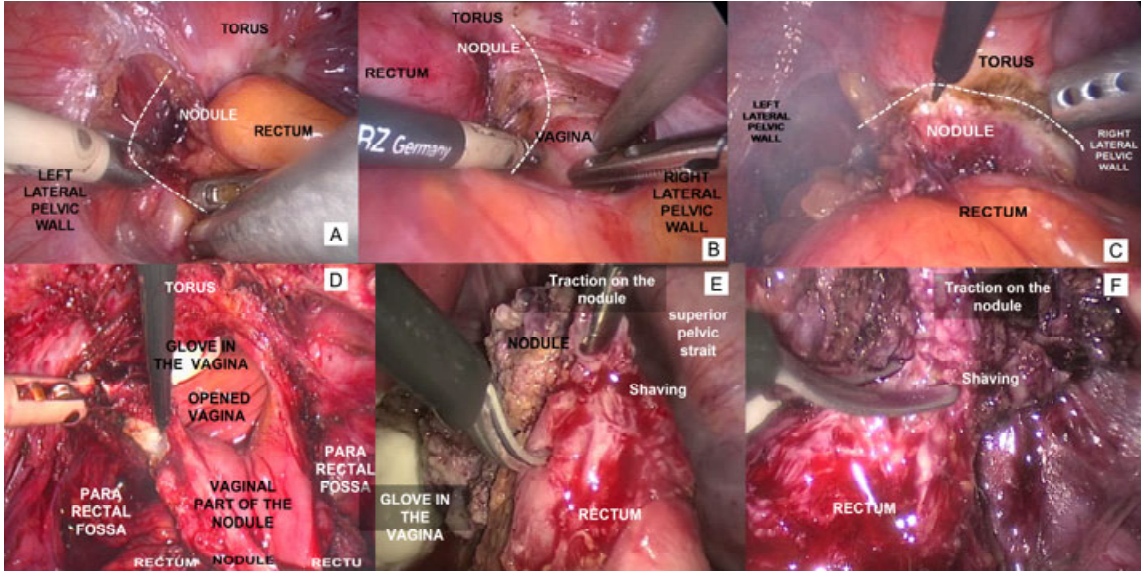 TORUS
NODULE
RECTUM
LEFT
LATERAL
PELVIC
WALL
A
TORUS
NODULE
RECTUM
VAGINA
RZ Germany
RIGHT
LATERAL
PELVIC
WALL
B
TORUS
LEFT
LATERAL
PELVIC
WALL
NODULE
RIGHT
LATERAL
PELVIC
WALL
RECTUM
C
D
TORUS
GLOVE IN
THE VAGINA
OPENED
VAGINA
PARA
RECTAL
FOSSA
VAGINAL
PART OF THE
NODULE
PARA
RECTAL
FOSSA
RECTUM
NODULE
RECTU
Traction on the
nodule
E
NODULE
superior
pelvic
strait
Shaving
GLOVE IN
THE
VAGINA
RECTUM
Traction on the
nodule
F
Shaving
RECTUM